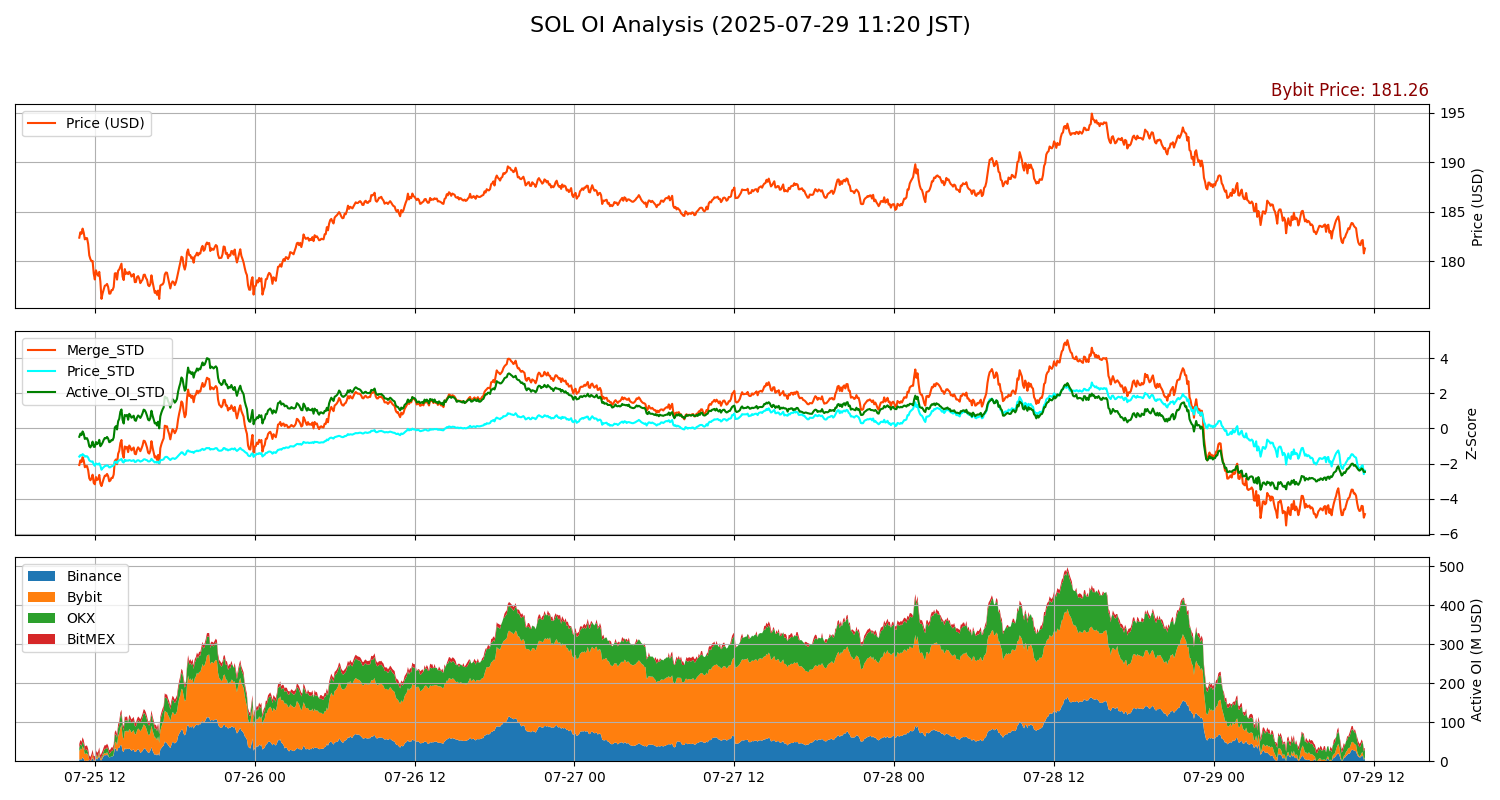 SOL OI Analysis (2025-07-29 11:20 JST)
Bybit Price: 181.26
Price (USD)
195
190
185
180
Price (USD)
Merge_STD
Price_STD
Active_OI_STD
4
2
0
−2
−4
−6
Z-Score
Binance
Bybit
OKX
BitMEX
500
400
300
200
100
0
Active OI (M USD)
07-25 12
07-26 00
07-26 12
07-27 00
07-27 12
07-28 00
07-28 12
07-29 00
07-29 12